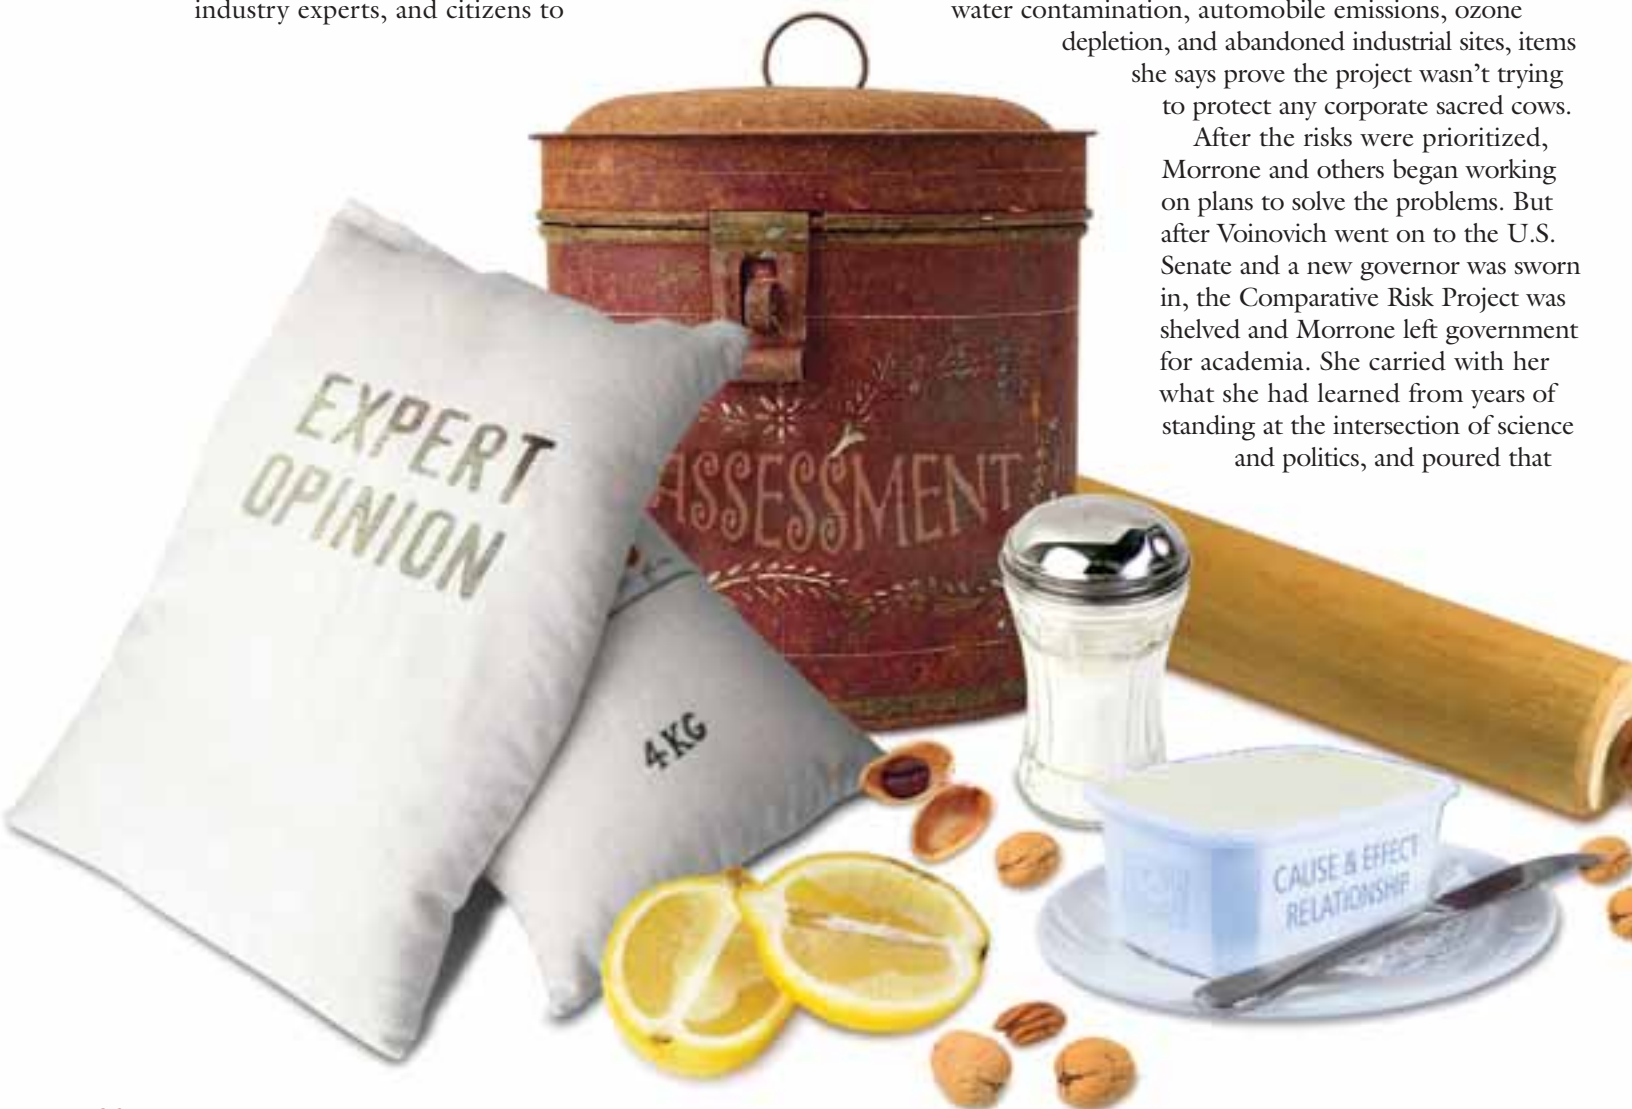 industry experts, and citizens to
water contamination, automobile emissions, ozone
depletion, and abandoned industrial sites, items
she says prove the project wasn’t trying
to protect any corporate sacred cows.
After the risks were prioritized,
Morrone and others began working
on plans to solve the problems. But
after Voinovich went on to the U.S.
Senate and a new governor was sworn
in, the Comparative Risk Project was
shelved and Morrone left government
for academia. She carried with her
what she had learned from years of
standing at the intersection of science
and politics, and poured that
EXPERT
OPINION
ASSESSMENT
4KG
CAUSE & EFFECT
RELATIONSHIP